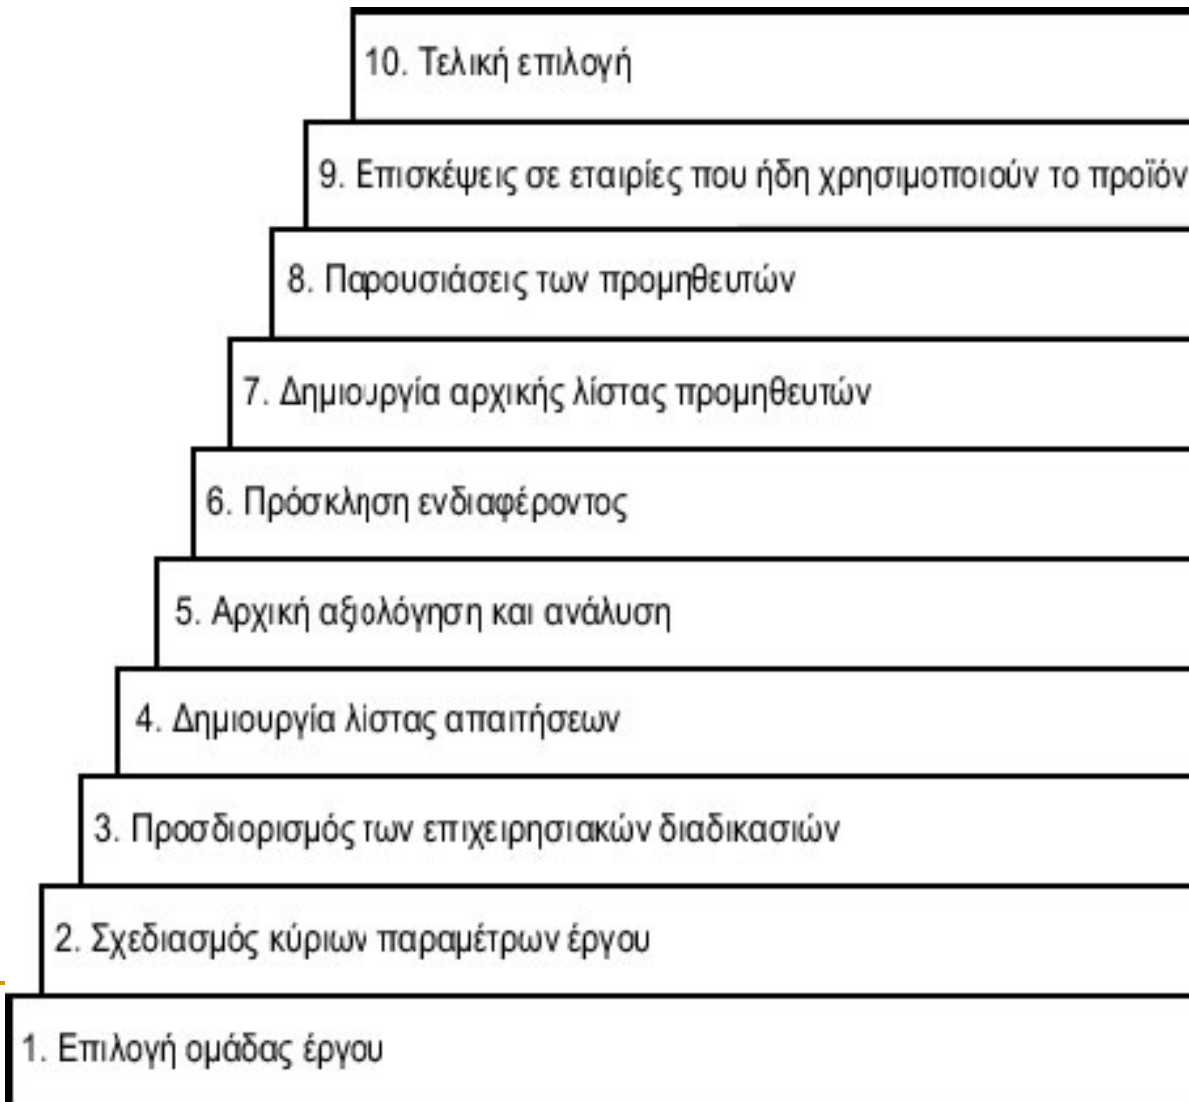 10. Τελική επιλογή
9. Επισκέψεις σε εταιρίες που ήδη χρησιμοποιούν το προϊόν
8. Παρουσιάσεις των προμηθευτών
7. Δημιουργία αρχικής λίστας προμηθευτών
6. Πρόσκληση ενδιαφέροντος
5. Αρχική αξιολόγηση και ανάλυση
4. Δημιουργία λίστας απαιτήσεων
3. Προσδιορισμός των επιχειρησιακών διαδικασιών
2. Σχεδιασμός κύριων παραμέτρων έργου
1. Επιλογή ομάδας έργου